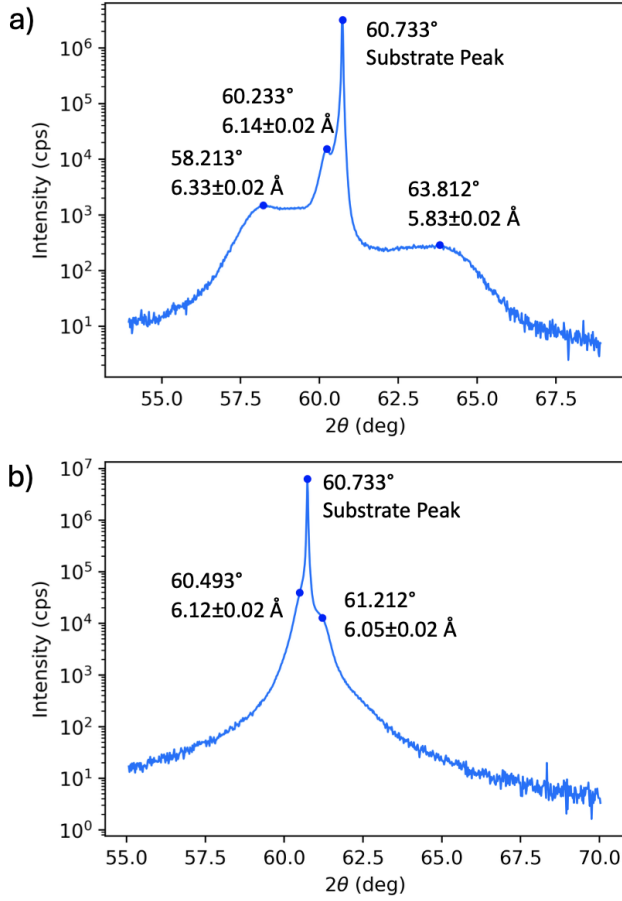 a)
60.733°
Substrate Peak
60.233°
6.14±0.02 Å
58.213°
6.33±0.02 Å
63.812°
5.83±0.02 Å
Intensity (cps)
10⁶
10⁵
10⁴
10³
10²
10¹
55.0 57.5 60.0 62.5 65.0 67.5
2θ (deg)
b)
60.733°
Substrate Peak
60.493°
6.12±0.02 Å
61.212°
6.05±0.02 Å
Intensity (cps)
10⁷
10⁶
10⁵
10⁴
10³
10²
10¹
10⁰
55.0 57.5 60.0 62.5 65.0 67.5 70.0
2θ (deg)